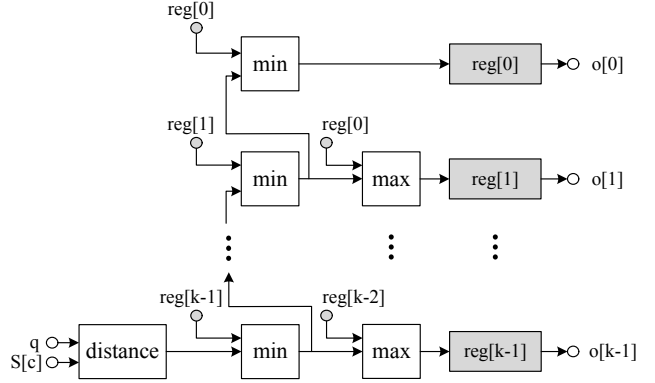 reg[0]
min
reg[0]
o[0]
reg[1]
reg[0]
min
max
reg[1]
o[1]
reg[k-1]
reg[k-2]
q
S[c]
distance
min
max
reg[k-1]
o[k-1]